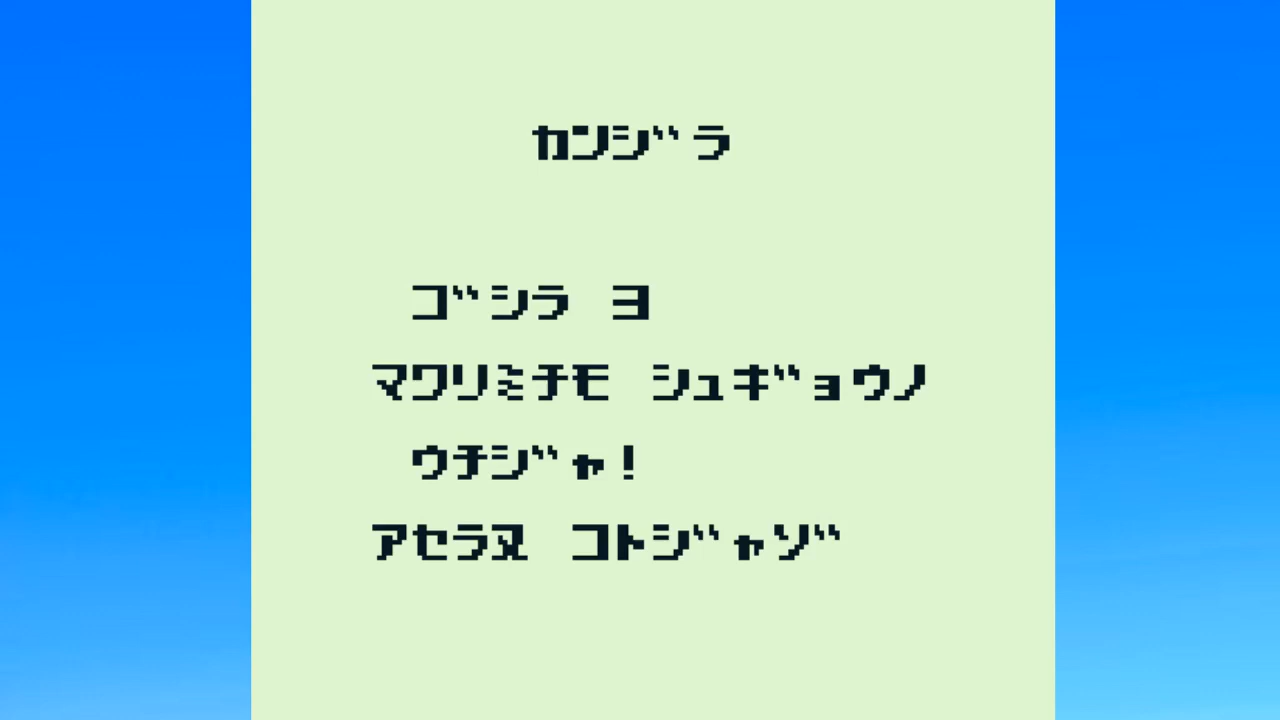 カンジラ
ゴシラ ヨ
マワリミチモ シュギョウノ
ウチジャ!
アセラヌ コトジャゾ